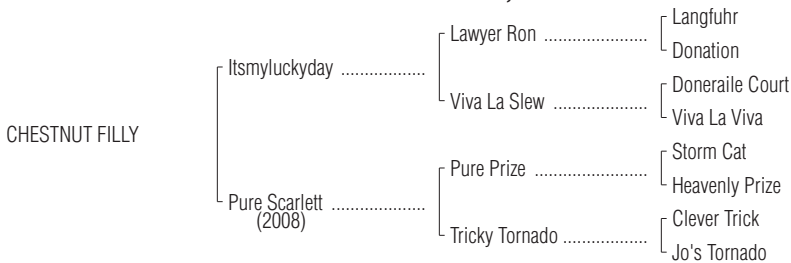 Langfuhr
Lawyer Ron ......................
Donation
Itsmyluckyday ..................
Doneraile Court
Viva La Slew ....................
Viva La Viva
CHESTNUT FILLY
Storm Cat
Pure Prize ........................
Heavenly Prize
Pure Scarlett ....................
(2008)
Clever Trick
Tricky Tornado ..................
Jo's Tornado